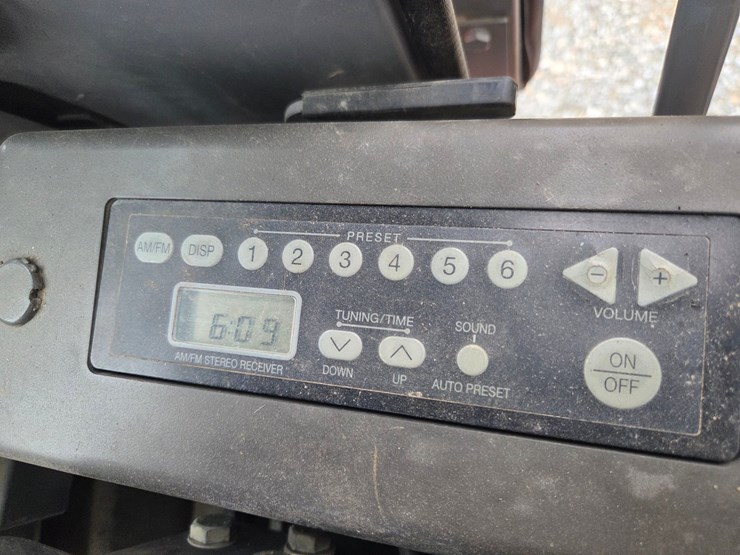 PRESET
AM/FM DISP 1 2 3 4 5 6
- +
VOLUME
6:09
TUNING/TIME
SOUND
AM/FM STEREO RECEIVER
DOWN UP AUTO PRESET
ON
OFF